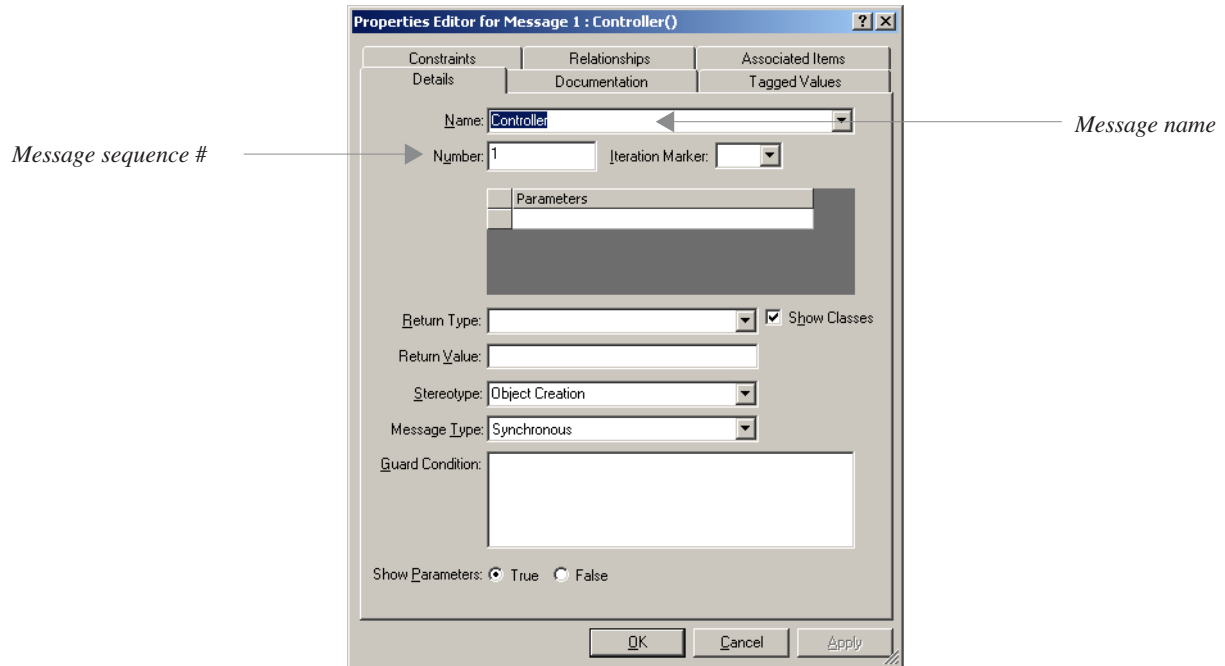 Properties Editor for Message 1 : Controller()
Constraints Relationships Associated Items
Details Documentation Tagged Values
Name: Controller
Message name
Message sequence #
Number: 1 Iteration Marker:
Parameters
Return Type: Show Classes
Return Value:
Stereotype: Object Creation
Message Type: Synchronous
Guard Condition:
Show Parameters: True False
OK Cancel Apply